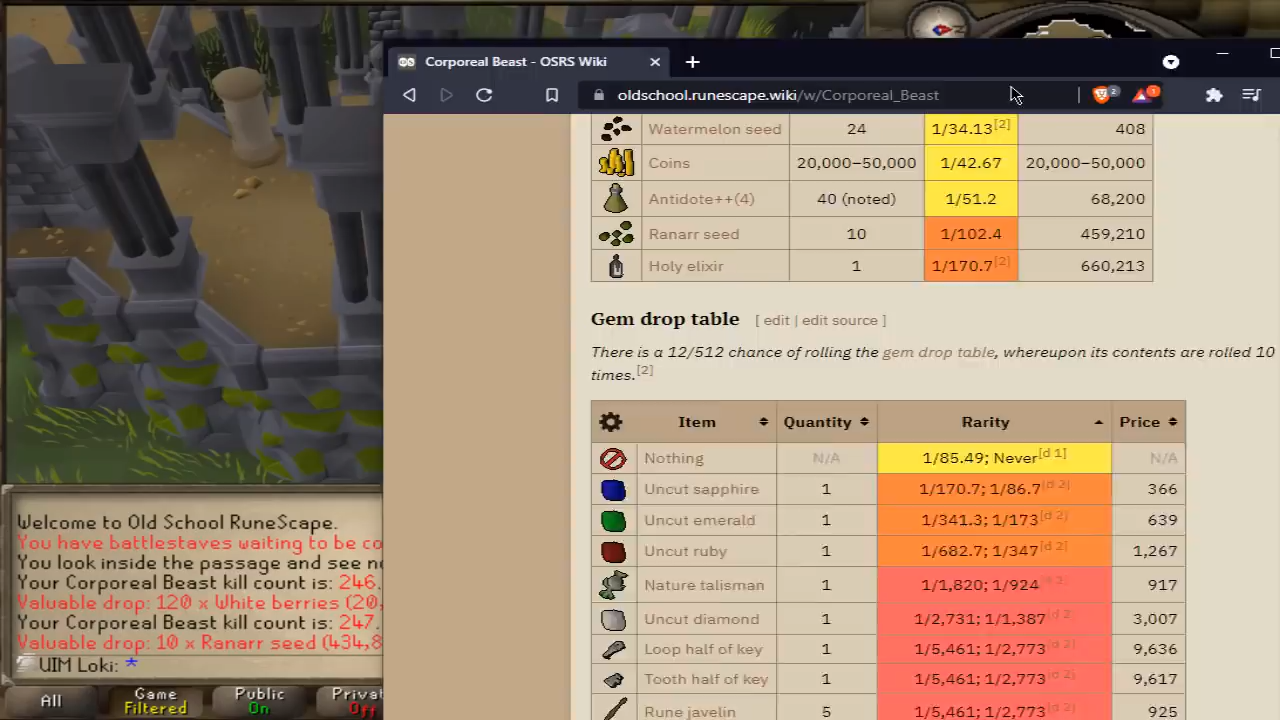 Corporeal Beast - OSRS Wiki
oldschool.runescape.wiki/w/Corporeal_Beast
2
1
Watermelon seed 24 1/34.13[2] 408
Coins 20,000–50,000 1/42.67 20,000–50,000
Antidote++(4) 40 (noted) 1/51.2 68,200
Ranarr seed 10 1/102.4 459,210
Holy elixir 1 1/170.7[2] 660,213
Gem drop table [ edit | edit source ]
There is a 12/512 chance of rolling the gem drop table, whereupon its contents are rolled 10
times.[2]
Item Quantity Rarity Price
Nothing N/A 1/85.49; Never[d 1] N/A
Uncut sapphire 1 1/170.7; 1/86.7[d 2] 366
Uncut emerald 1 1/341.3; 1/173[d 2] 639
Uncut ruby 1 1/682.7; 1/347[d 2] 1,267
Nature talisman 1 1/1,820; 1/924[d 2] 917
Uncut diamond 1 1/2,731; 1/1,387[d 2] 3,007
Loop half of key 1 1/5,461; 1/2,773[d 2] 9,636
Tooth half of key 1 1/5,461; 1/2,773[d 2] 9,617
Rune javelin 5 1/5,461; 1/2,773[d 2] 925
Welcome to Old School RuneScape.
You have battlestaves waiting to be co
You look inside the passage and see
Your Corporeal Beast kill count is: 246.
Valuable drop: 120 x White berries (20,
Your Corporeal Beast kill count is: 247.
Valuable drop: 10 x Ranarr seed (434,8
UIM Loki: *
All Game Public
Filtered On Off